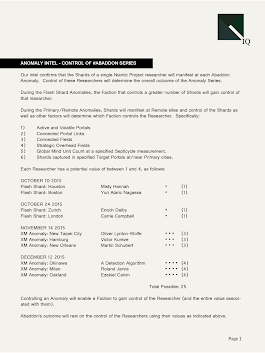 IQ
ANOMALY INTEL - CONTROL OF #ABADDON SERIES
Our intel confirms that the Shards of a single Niantic Project researcher will manifest at each Abaddon
Anomaly. Control of these Researchers will determine the overall outcome of the Anomaly Series.
During the Flash Shard Anomalies, the Faction that controls a greater number of Shards will gain control of
that researcher.
During the Primary/Remote Anomalies, Shards will manifest at Remote sites and control of the Shards as
well as other factors will determine which Faction controls the Researcher. Specifically:
1) Active and Volatile Portals
2) Connected Portal Links
3) Connected Fields
4) Strategic Overfield Fields
5) Global Mind Unit Count at a specified Septicycle measurement.
6) Shards captured in specified Target Portals at/near Primary cities.
Each Researcher has a potential value of between 1 and 4, as follows:
OCTOBER 10 2015
Flash Shard: Houston Misty Hannah • (1)
Flash Shard: Boston Yuri Alaric Nagassa • (1)
OCTOBER 24 2015
Flash Shard: Zurich Enoch Dalby • (1)
Flash Shard: London Carrie Campbell • (1)
NOVEMBER 14 2015
XM Anomaly: New Taipei City Oliver Lynton-Wolfe ••• (3)
XM Anomaly: Hamburg Victor Kureze ••• (3)
XM Anomaly: New Orleans Martin Schubert ••• (3)
DECEMBER 12 2015
XM Anomaly: Okinawa A Detection Algorithm •••• (4)
XM Anomaly: Milan Roland Jarvis •••• (4)
XM Anomaly: Oakland Ezekiel Calvin •••• (4)
Total Possible: 25
Controlling an Anomaly will enable a Faction to gain control of the Researcher (and the entire value associ-
ated with them).
Abaddon's outcome will rest on the control of the Researchers using their values as indicated above.
Page 1